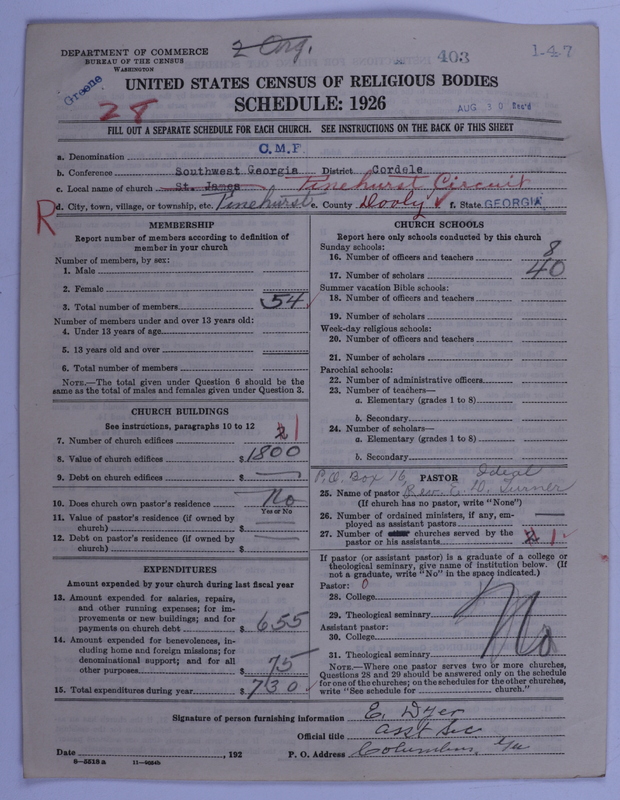 DEPARTMENT OF COMMERCE
BUREAU OF THE CENSUS
WASHINGTON
2 Org.
403
1-4-7
Greene
28
UNITED STATES CENSUS OF RELIGIOUS BODIES
SCHEDULE: 1926
AUG 30 Rec'd
FILL OUT A SEPARATE SCHEDULE FOR EACH CHURCH. SEE INSTRUCTIONS ON THE BACK OF THIS SHEET
a. Denomination C.M.E.
b. Conference Southwest Georgia District Cordele
c. Local name of church St. James Pinehurst Circuit
R
d. City, town, village, or township, etc. Pinehurst e. County Dooly f. State GEORGIA
MEMBERSHIP
Report number of members according to definition of member in your church
Number of members, by sex:
1. Male
2. Female
3. Total number of members 54
Number of members under and over 13 years old:
4. Under 13 years of age
5. 13 years old and over
6. Total number of members
NOTE.—The total given under Question 6 should be the same as the total of males and females given under Question 3.
CHURCH BUILDINGS
See instructions, paragraphs 10 to 12
7. Number of church edifices 1
8. Value of church edifices $1800
9. Debt on church edifices $ —
10. Does church own pastor's residence No
Yes or No
11. Value of pastor's residence (if owned by church) $ —
12. Debt on pastor's residence (if owned by church) $ —
EXPENDITURES
Amount expended by your church during last fiscal year
13. Amount expended for salaries, repairs, and other running expenses; for improvements or new buildings; and for payments on church debt $ 655
14. Amount expended for benevolences, including home and foreign missions; for denominational support; and for all other purposes $ 75
15. Total expenditures during year $ 730
CHURCH SCHOOLS
Report here only schools conducted by this church
Sunday schools:
16. Number of officers and teachers 8
17. Number of scholars 40
Summer vacation Bible schools:
18. Number of officers and teachers
19. Number of scholars
Week-day religious schools:
20. Number of officers and teachers
21. Number of scholars
Parochial schools:
22. Number of administrative officers
23. Number of teachers—
a. Elementary (grades 1 to 8)
b. Secondary
24. Number of scholars—
a. Elementary (grades 1 to 8)
b. Secondary
P.O. Box 16, Ideal
PASTOR
25. Name of pastor Rev. E. W. Turner
(If church has no pastor, write "None")
26. Number of ordained ministers, if any, employed as assistant pastors
27. Number of churches served by the pastor or his assistants 1
If pastor (or assistant pastor) is a graduate of a college or theological seminary, give name of institution below. (If not a graduate, write "No" in the space indicated.)
Pastor: 0
28. College
29. Theological seminary
No
Assistant pastor:
30. College
31. Theological seminary
NOTE.—Where one pastor serves two or more churches, Questions 28 and 29 should be answered only on the schedule for one of the churches; on the schedules for the other churches, write "See schedule for church."
Signature of person furnishing information E. Dyer
Official title Asst Sec
Date , 192 P. O. Address Columbus, Ga
8—5518 a 11—9024b